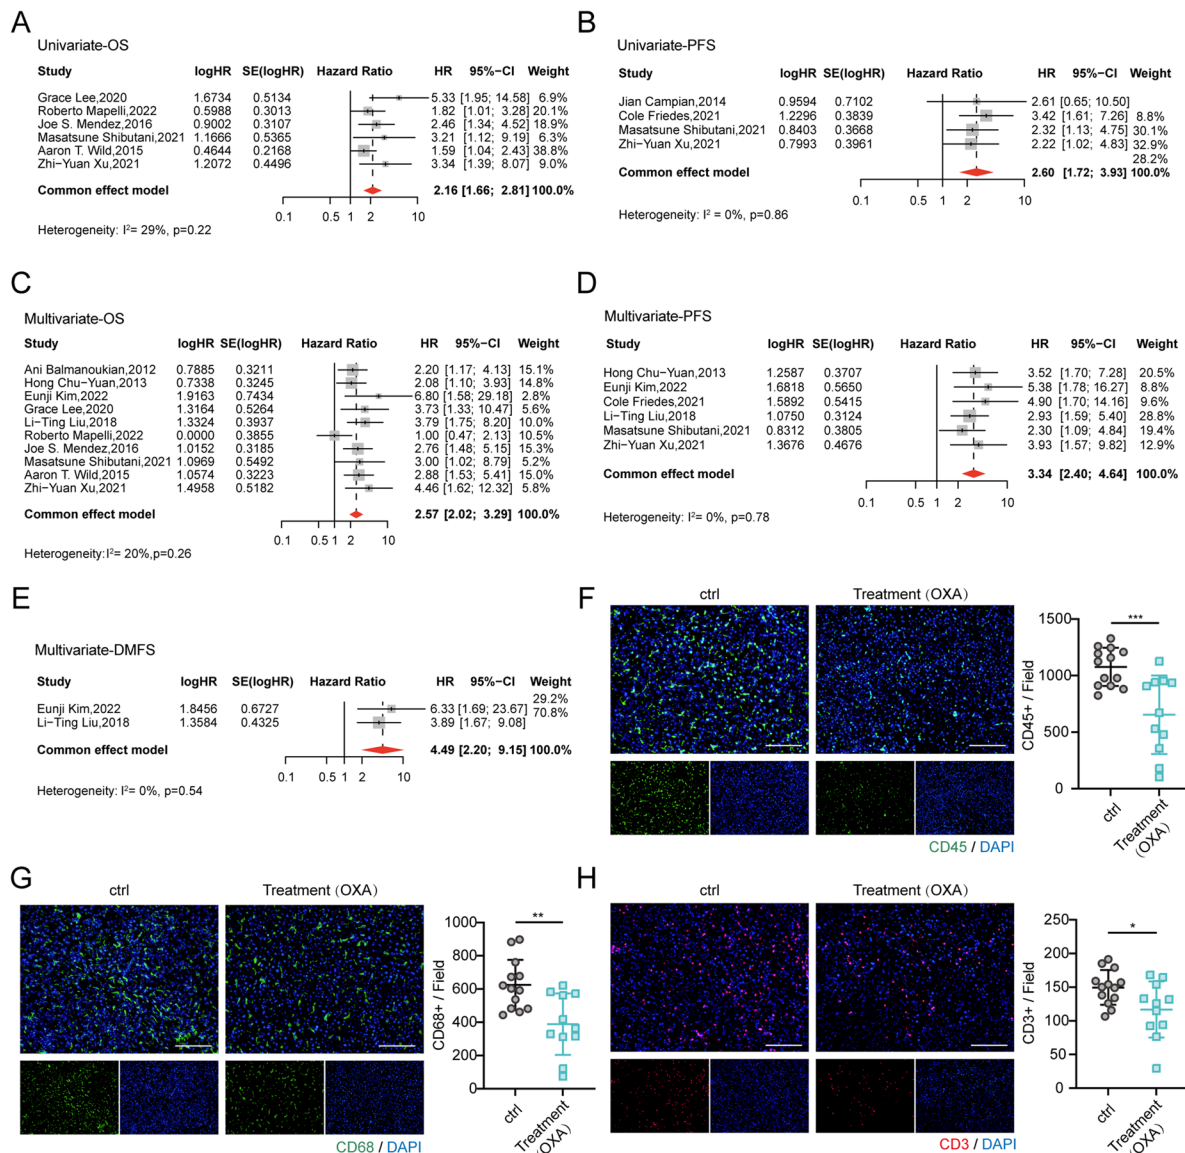 A
Univariate-OS
Study logHR SE(logHR) Hazard Ratio HR 95%-CI Weight
Grace Lee,2020 1.6734 0.5134 5.33 [1.95; 14.58] 6.9%
Roberto Mapelli,2022 0.5988 0.3013 1.82 [1.01; 3.28] 20.1%
Joe S. Mendez,2016 0.9002 0.3107 2.46 [1.34; 4.52] 18.9%
Masatsune Shibutani,2021 1.1666 0.5365 3.21 [1.12; 9.19] 6.3%
Aaron T. Wild,2015 0.4644 0.2168 1.59 [1.04; 2.43] 38.8%
Zhi-Yuan Xu,2021 1.2072 0.4496 3.34 [1.39; 8.07] 9.0%
Common effect model 2.16 [1.66; 2.81] 100.0%
0.1 0.5 1 2 10
Heterogeneity: I²= 29%, p=0.22
B
Univariate-PFS
Study logHR SE(logHR) Hazard Ratio HR 95%-CI Weight
Jian Campian,2014 0.9594 0.7102 2.61 [0.65; 10.50]
Cole Friedes,2021 1.2296 0.3839 3.42 [1.61; 7.26] 8.8%
Masatsune Shibutani,2021 0.8403 0.3668 2.32 [1.13; 4.75] 30.1%
Zhi-Yuan Xu,2021 0.7993 0.3961 2.22 [1.02; 4.83] 32.9%
28.2%
Common effect model 2.60 [1.72; 3.93] 100.0%
0.1 0.5 1 2 10
Heterogeneity: I² = 0%, p=0.86
C
Multivariate-OS
Study logHR SE(logHR) Hazard Ratio HR 95%-CI Weight
Ani Balmanoukian,2012 0.7885 0.3211 2.20 [1.17; 4.13] 15.1%
Hong Chu-Yuan,2013 0.7338 0.3245 2.08 [1.10; 3.93] 14.8%
Eunji Kim,2022 1.9163 0.7434 6.80 [1.58; 29.18] 2.8%
Grace Lee,2020 1.3164 0.5264 3.73 [1.33; 10.47] 5.6%
Li-Ting Liu,2018 1.3324 0.3937 3.79 [1.75; 8.20] 10.0%
Roberto Mapelli,2022 0.0000 0.3855 1.00 [0.47; 2.13] 10.5%
Joe S. Mendez,2016 1.0152 0.3185 2.76 [1.48; 5.15] 15.3%
Masatsune Shibutani,2021 1.0969 0.5492 3.00 [1.02; 8.79] 5.2%
Aaron T. Wild,2015 1.0574 0.3223 2.88 [1.53; 5.41] 15.0%
Zhi-Yuan Xu,2021 1.4958 0.5182 4.46 [1.62; 12.32] 5.8%
Common effect model 2.57 [2.02; 3.29] 100.0%
0.1 0.5 1 2 10
Heterogeneity:I²= 20%,p=0.26
D
Multivariate-PFS
Study logHR SE(logHR) Hazard Ratio HR 95%-CI Weight
Hong Chu-Yuan,2013 1.2587 0.3707 3.52 [1.70; 7.28] 20.5%
Eunji Kim,2022 1.6818 0.5650 5.38 [1.78; 16.27] 8.8%
Cole Friedes,2021 1.5892 0.5415 4.90 [1.70; 14.16] 9.6%
Li-Ting Liu,2018 1.0750 0.3124 2.93 [1.59; 5.40] 28.8%
Masatsune Shibutani,2021 0.8312 0.3805 2.30 [1.09; 4.84] 19.4%
Zhi-Yuan Xu,2021 1.3676 0.4676 3.93 [1.57; 9.82] 12.9%
Common effect model 3.34 [2.40; 4.64] 100.0%
0.1 0.5 1 2 10
Heterogeneity: I²= 0%, p=0.78
E
Multivariate-DMFS
Study logHR SE(logHR) Hazard Ratio HR 95%-CI Weight
29.2%
Eunji Kim,2022 1.8456 0.6727 6.33 [1.69; 23.67] 70.8%
Li-Ting Liu,2018 1.3584 0.4325 3.89 [1.67; 9.08]
Common effect model 4.49 [2.20; 9.15] 100.0%
0.1 0.5 1 2 10
Heterogeneity: I²= 0%, p=0.54
F
ctrl Treatment (OXA)
CD45 / DAPI
CD45+ / Field
1500
1000
500
0
***
ctrl Treatment (OXA)
G
ctrl Treatment (OXA)
CD68 / DAPI
CD68+ / Field
1000
800
600
400
200
0
**
ctrl Treatment (OXA)
H
ctrl Treatment (OXA)
CD3 / DAPI
CD3+ / Field
250
200
150
100
50
0
*
ctrl Treatment (OXA)